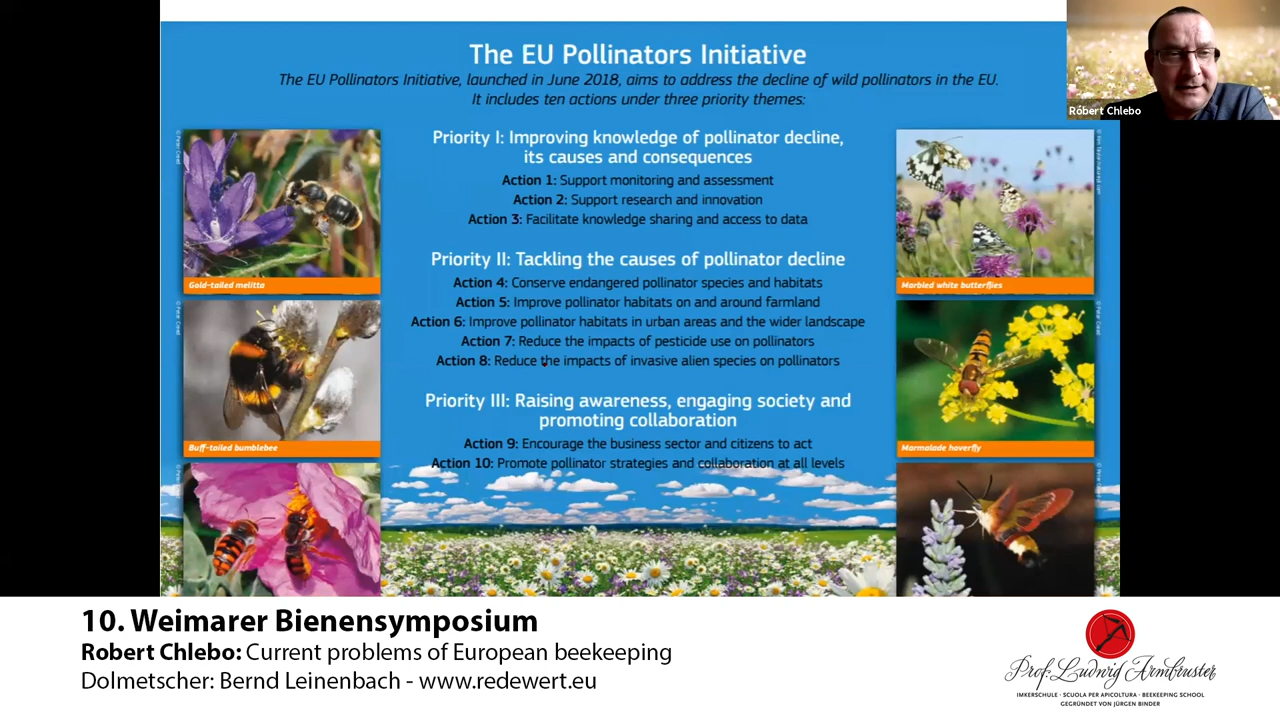 The EU Pollinators Initiative
The EU Pollinators Initiative, launched in June 2018, aims to address the decline of wild pollinators in the EU.
It includes ten actions under three priority themes:
Róbert Chlebo
Priority I: Improving knowledge of pollinator decline,
its causes and consequences
Action 1: Support monitoring and assessment
Action 2: Support research and innovation
Action 3: Facilitate knowledge sharing and access to data
Priority II: Tackling the causes of pollinator decline
Action 4: Conserve endangered pollinator species and habitats
Action 5: Improve pollinator habitats on and around farmland
Action 6: Improve pollinator habitats in urban areas and the wider landscape
Action 7: Reduce the impacts of pesticide use on pollinators
Action 8: Reduce the impacts of invasive alien species on pollinators
Priority III: Raising awareness, engaging society and
promoting collaboration
Action 9: Encourage the business sector and citizens to act
Action 10: Promote pollinator strategies and collaboration at all levels
Gold-tailed melitta
Buff-tailed bumblebee
Marbled white butterflies
Marmalade hoverfly
10. Weimarer Bienensymposium
Robert Chlebo: Current problems of European beekeeping
Dolmetscher: Bernd Leinenbach - www.redewert.eu
Prof. Ludwig Armbruster
IMKERSCHULE · SCUOLA PER APICOLTURA · BEEKEEPING SCHOOL
GEGRÜNDET VON JÜRGEN BINDER